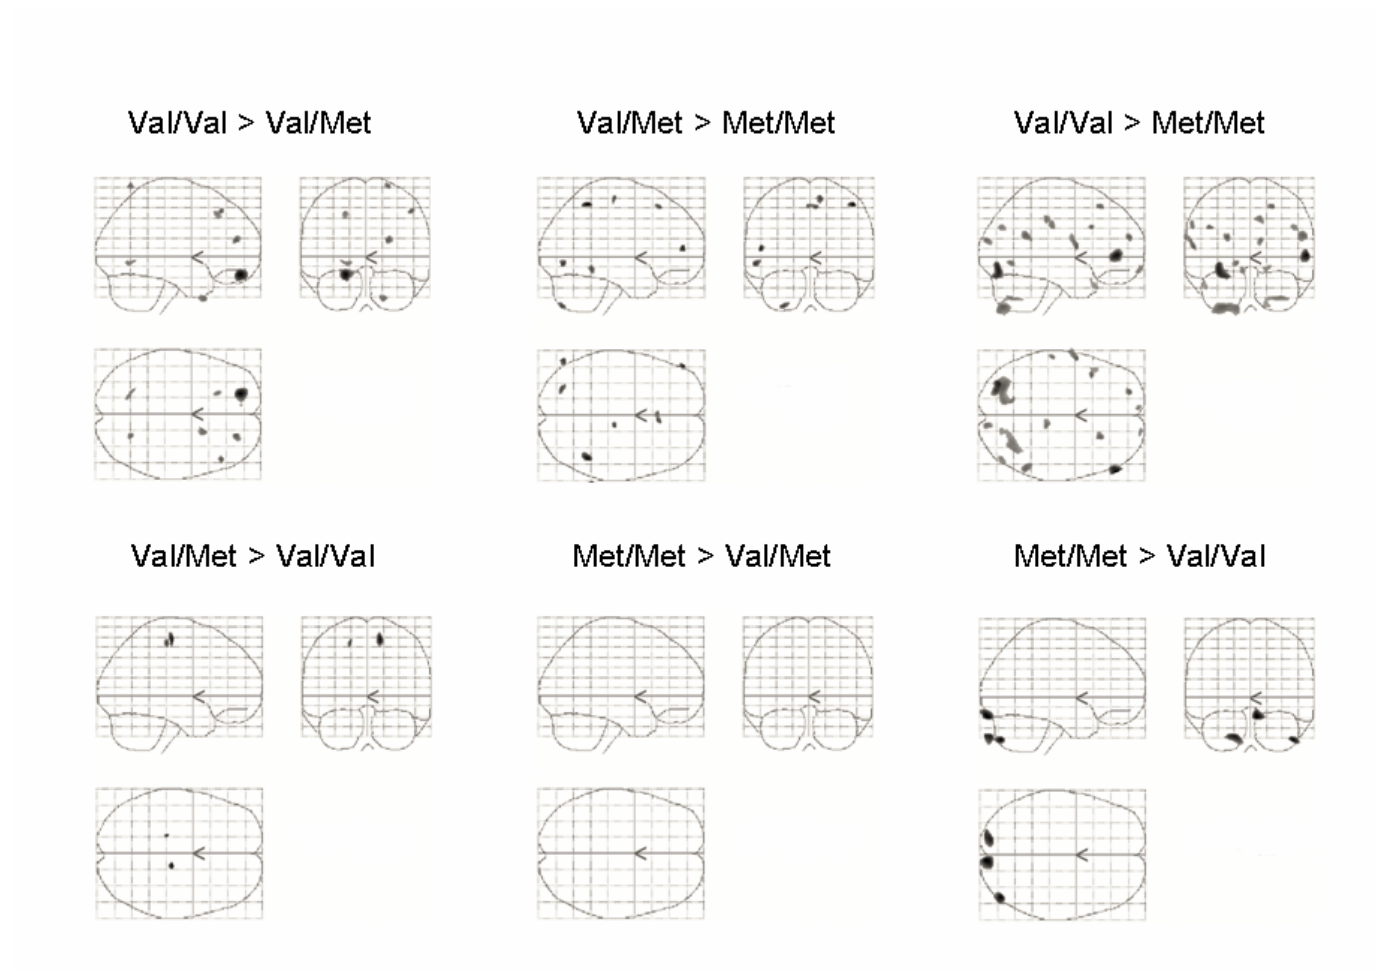 Val/Val > Val/Met
Val/Met > Met/Met
Val/Val > Met/Met
Val/Met > Val/Val
Met/Met > Val/Met
Met/Met > Val/Val